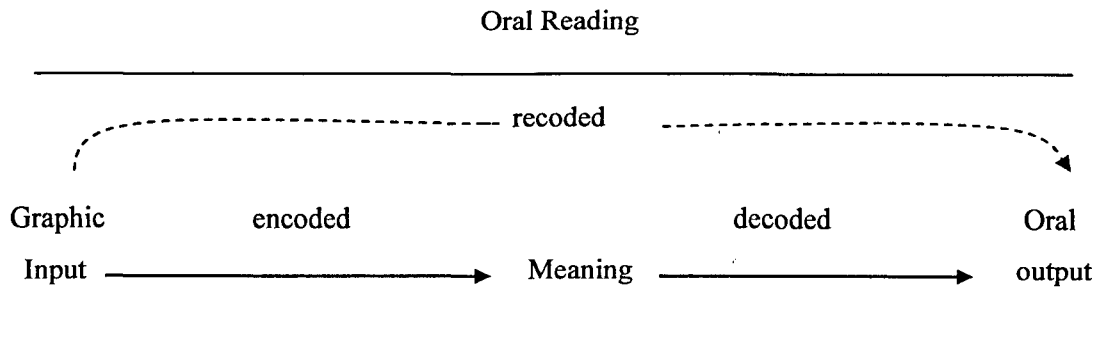 Oral Reading
recoded
Graphic encoded decoded Oral
Input Meaning output